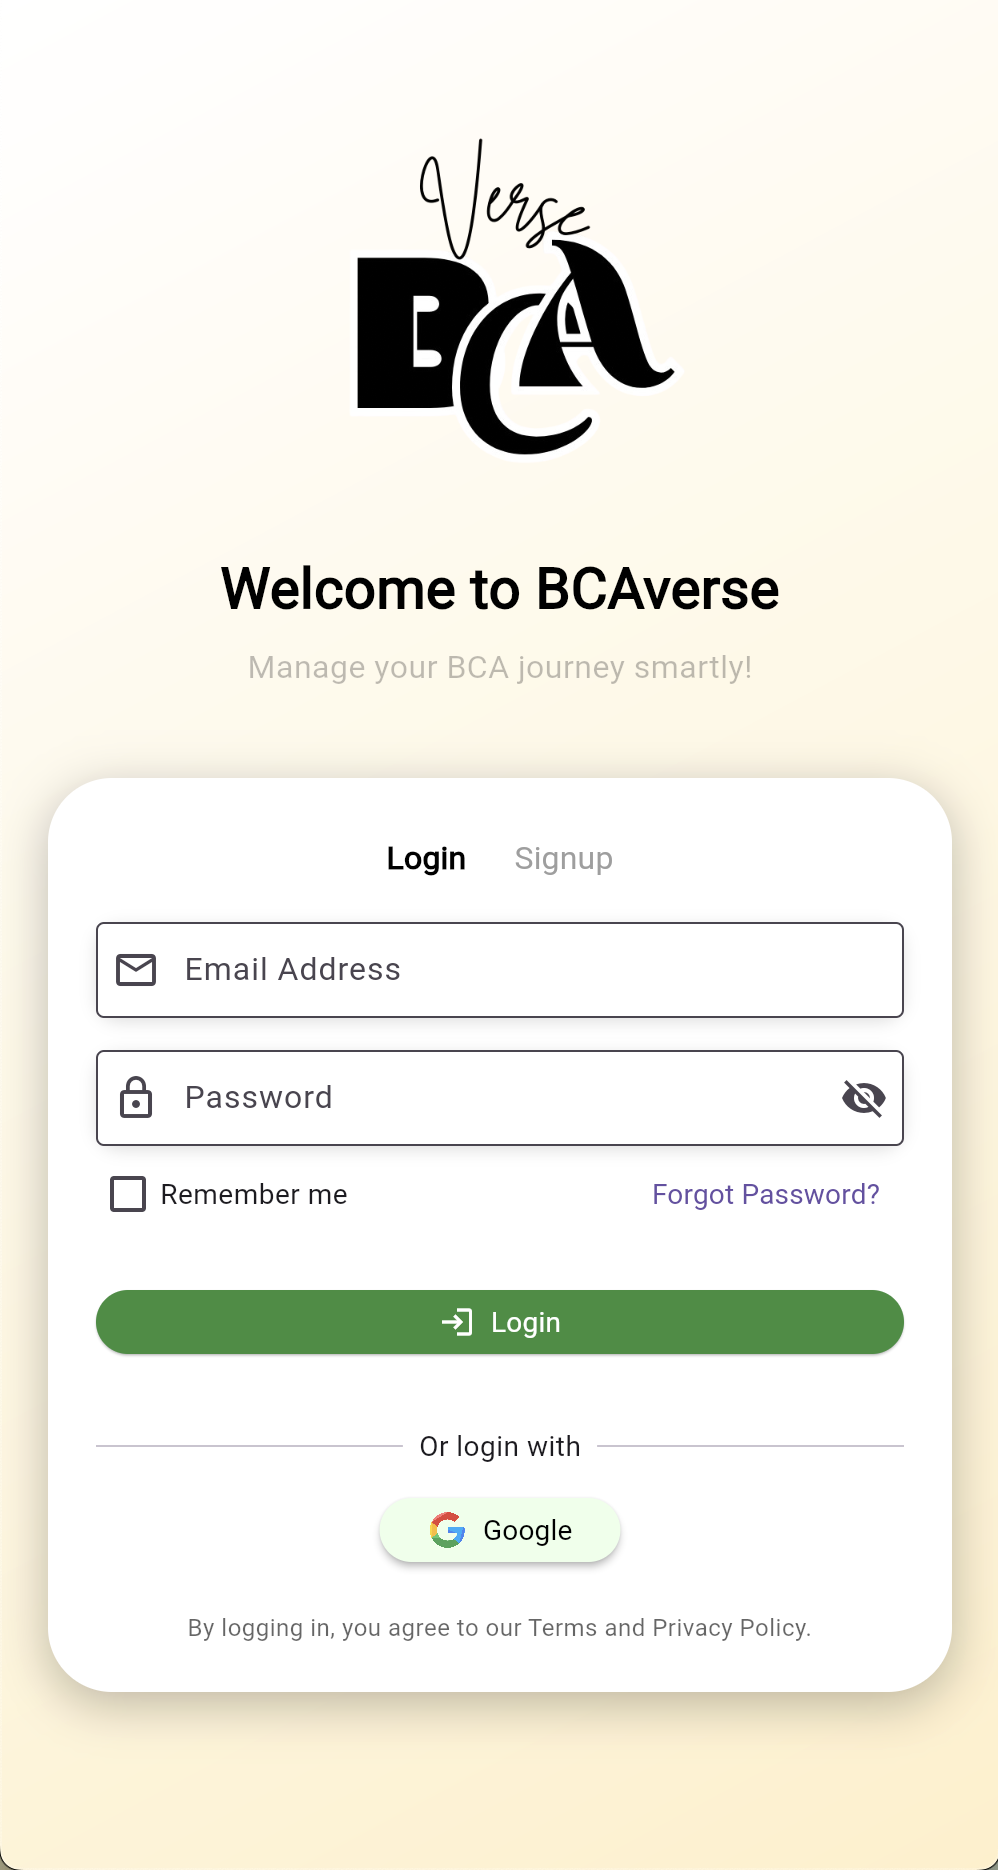 Verse
BCA
Welcome to BCAverse
Manage your BCA journey smartly!
Login Signup
Email Address
Password
Remember me Forgot Password?
Login
Or login with
Google
By logging in, you agree to our Terms and Privacy Policy.